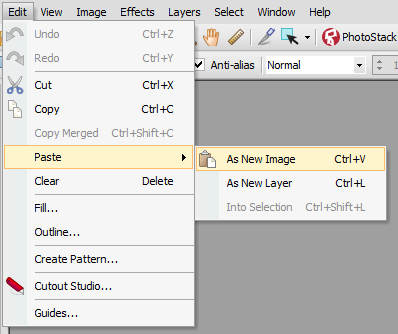 Edit View Image Effects Layers Select Window Help
Undo Ctrl+Z
Redo Ctrl+Y
PhotoStack
Cut Ctrl+X
Anti-alias Normal 1
Copy Ctrl+C
Copy Merged Ctrl+Shift+C
Paste
As New Image Ctrl+V
Clear Delete
As New Layer Ctrl+L
Fill...
Into Selection Ctrl+Shift+L
Outline...
Create Pattern...
Cutout Studio...
Guides...